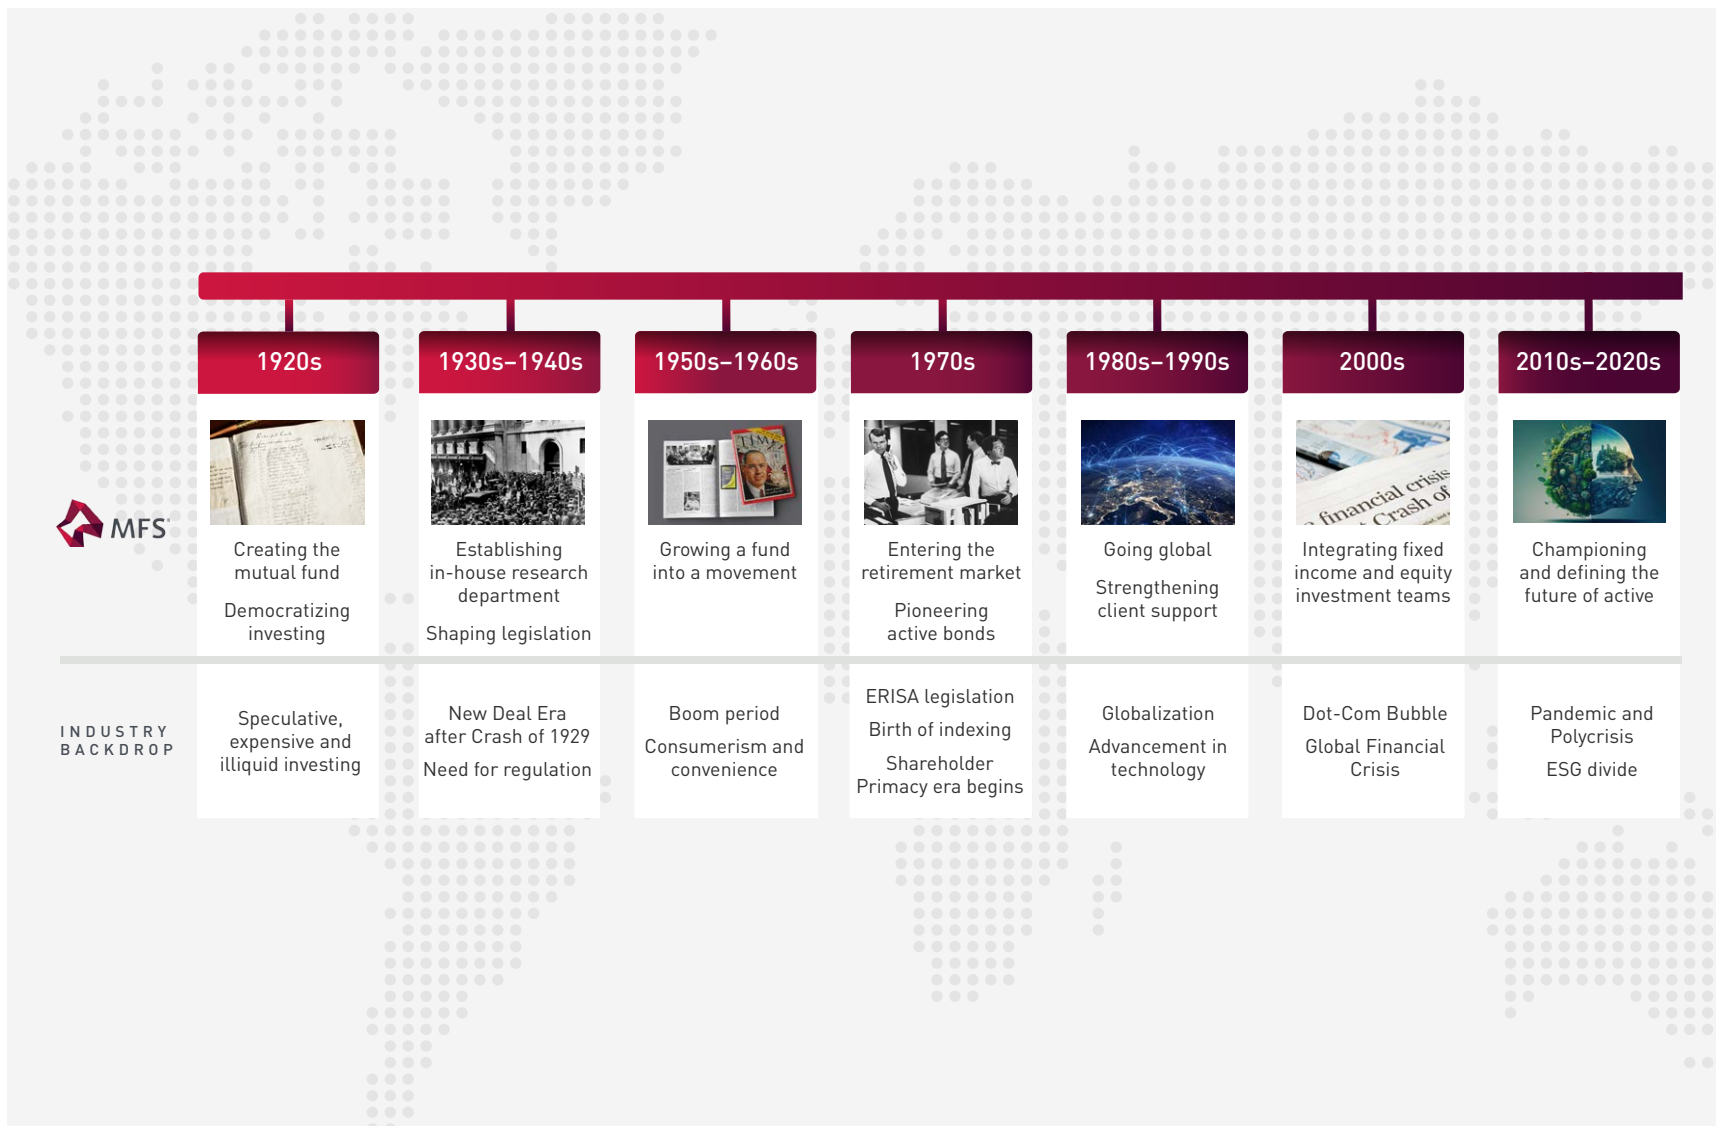 1920s
1930s–1940s
1950s–1960s
1970s
1980s–1990s
2000s
2010s–2020s
TIME
financial crisis
Crash of
MFS
Creating the
mutual fund
Democratizing
investing
Establishing
in-house research
department
Shaping legislation
Growing a fund
into a movement
Entering the
retirement market
Pioneering
active bonds
Going global
Strengthening
client support
Integrating fixed
income and equity
investment teams
Championing
and defining the
future of active
INDUSTRY
BACKDROP
Speculative,
expensive and
illiquid investing
New Deal Era
after Crash of 1929
Need for regulation
Boom period
Consumerism and
convenience
ERISA legislation
Birth of indexing
Shareholder
Primacy era begins
Globalization
Advancement in
technology
Dot-Com Bubble
Global Financial
Crisis
Pandemic and
Polycrisis
ESG divide